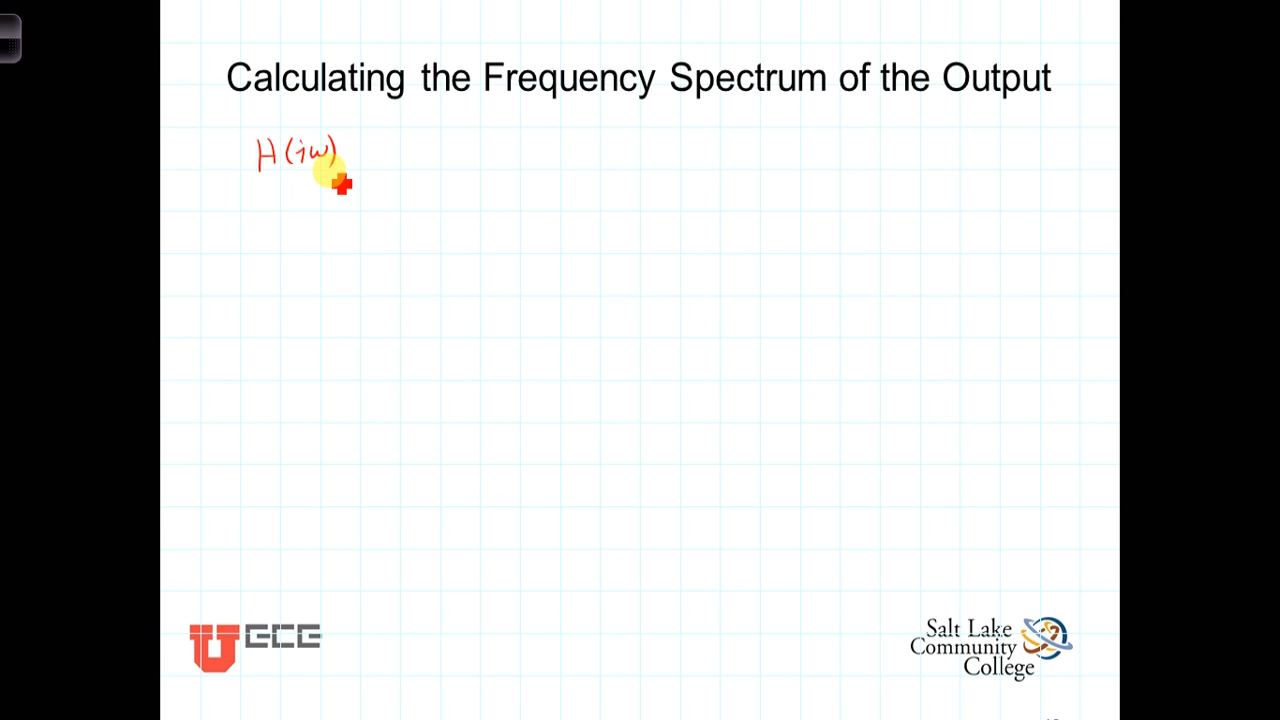 Calculating the Frequency Spectrum of the Output
H(jω)
U ECE
Salt Lake
Community
College